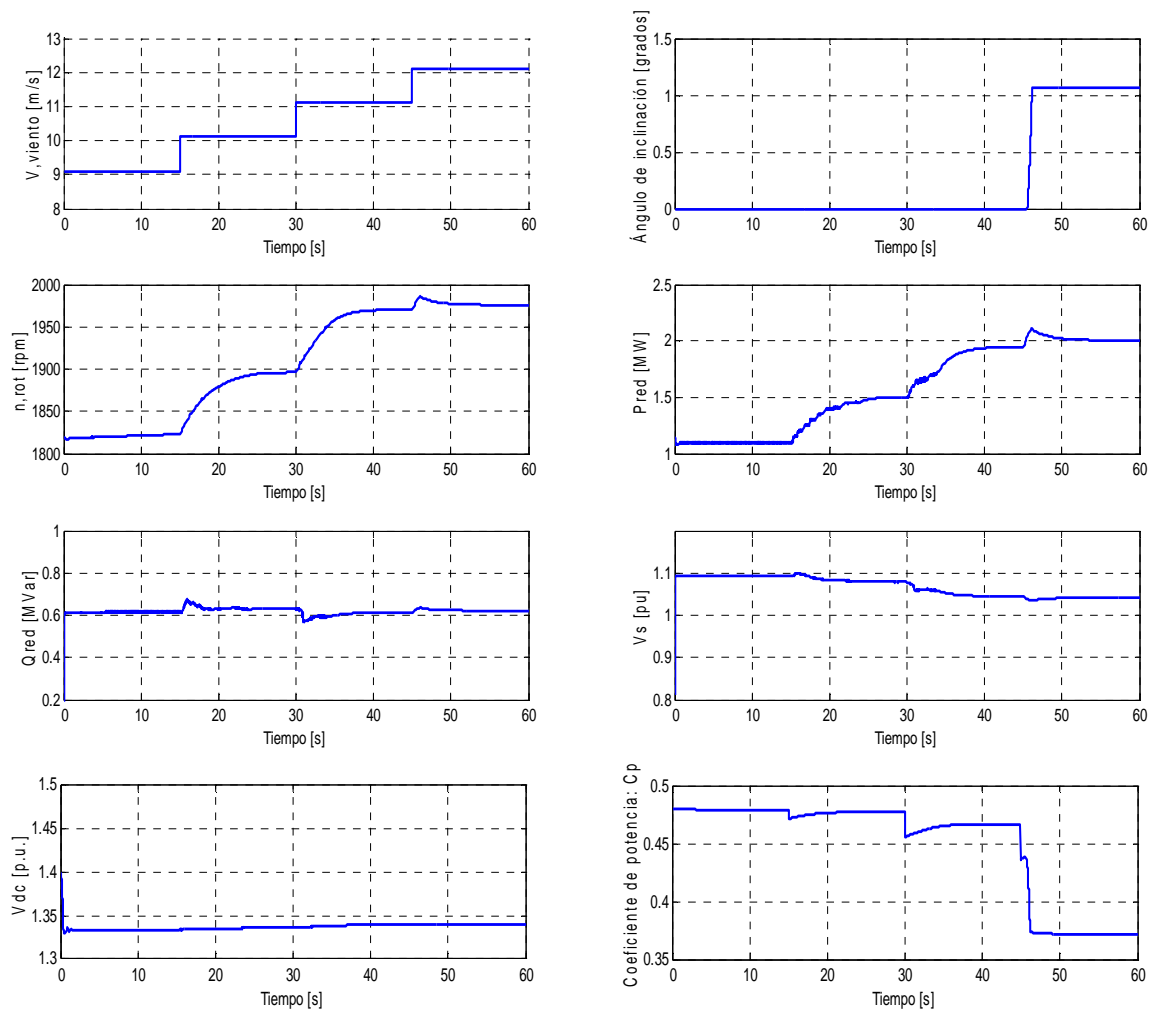 V,viento [m/s]
13
12
11
10
9
8
0 10 20 30 40 50 60
Tiempo [s]
Ángulo de inclinación [grados]
1.5
1
0.5
0
0 10 20 30 40 50 60
Tiempo [s]
n,rot [rpm]
2000
1950
1900
1850
1800
0 10 20 30 40 50 60
Tiempo [s]
Pred [MW]
2.5
2
1.5
1
0 10 20 30 40 50 60
Tiempo [s]
Qred [MVar]
1
0.8
0.6
0.4
0.2
0 10 20 30 40 50 60
Tiempo [s]
Vs [pu]
1.1
1
0.9
0.8
0 10 20 30 40 50 60
Tiempo [s]
Vdc [p.u.]
1.5
1.45
1.4
1.35
1.3
0 10 20 30 40 50 60
Tiempo [s]
Coeficiente de potencia: Cp
0.5
0.45
0.4
0.35
0 10 20 30 40 50 60
Tiempo [s]